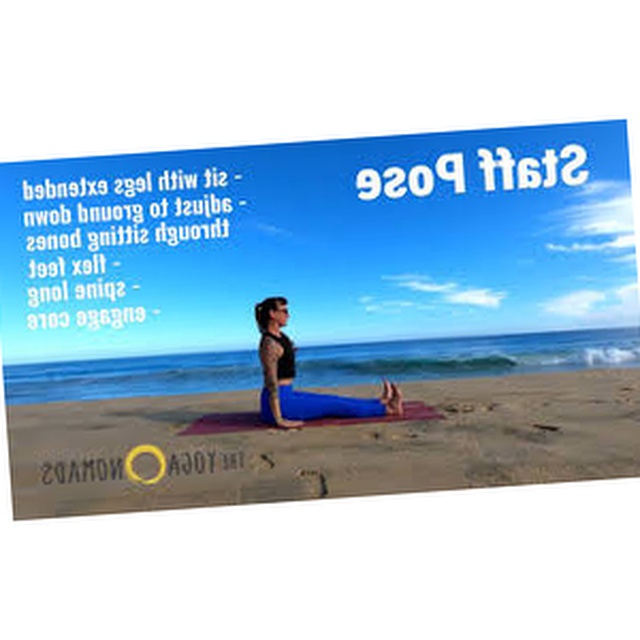 Staff Pose
- sit with legs extended
- adjust to ground down
through sitting bones
- flex feet
- spine long
- engage core
THE YOGA NOMADS